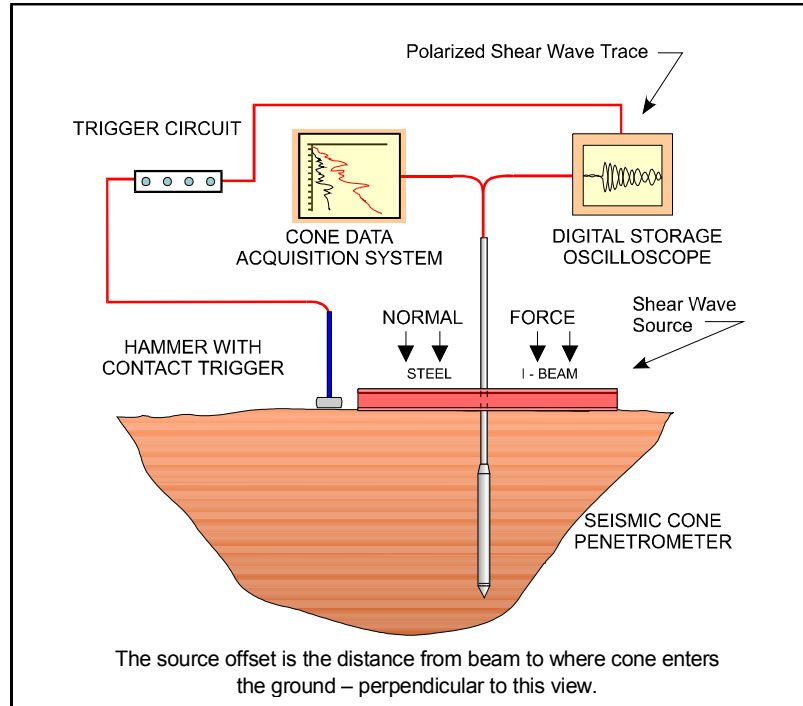 Polarized Shear Wave Trace
TRIGGER CIRCUIT
CONE DATA
ACQUISITION SYSTEM
DIGITAL STORAGE
OSCILLOSCOPE
Shear Wave
Source
NORMAL FORCE
STEEL I - BEAM
HAMMER WITH
CONTACT TRIGGER
SEISMIC CONE
PENETROMETER
The source offset is the distance from beam to where cone enters
the ground – perpendicular to this view.